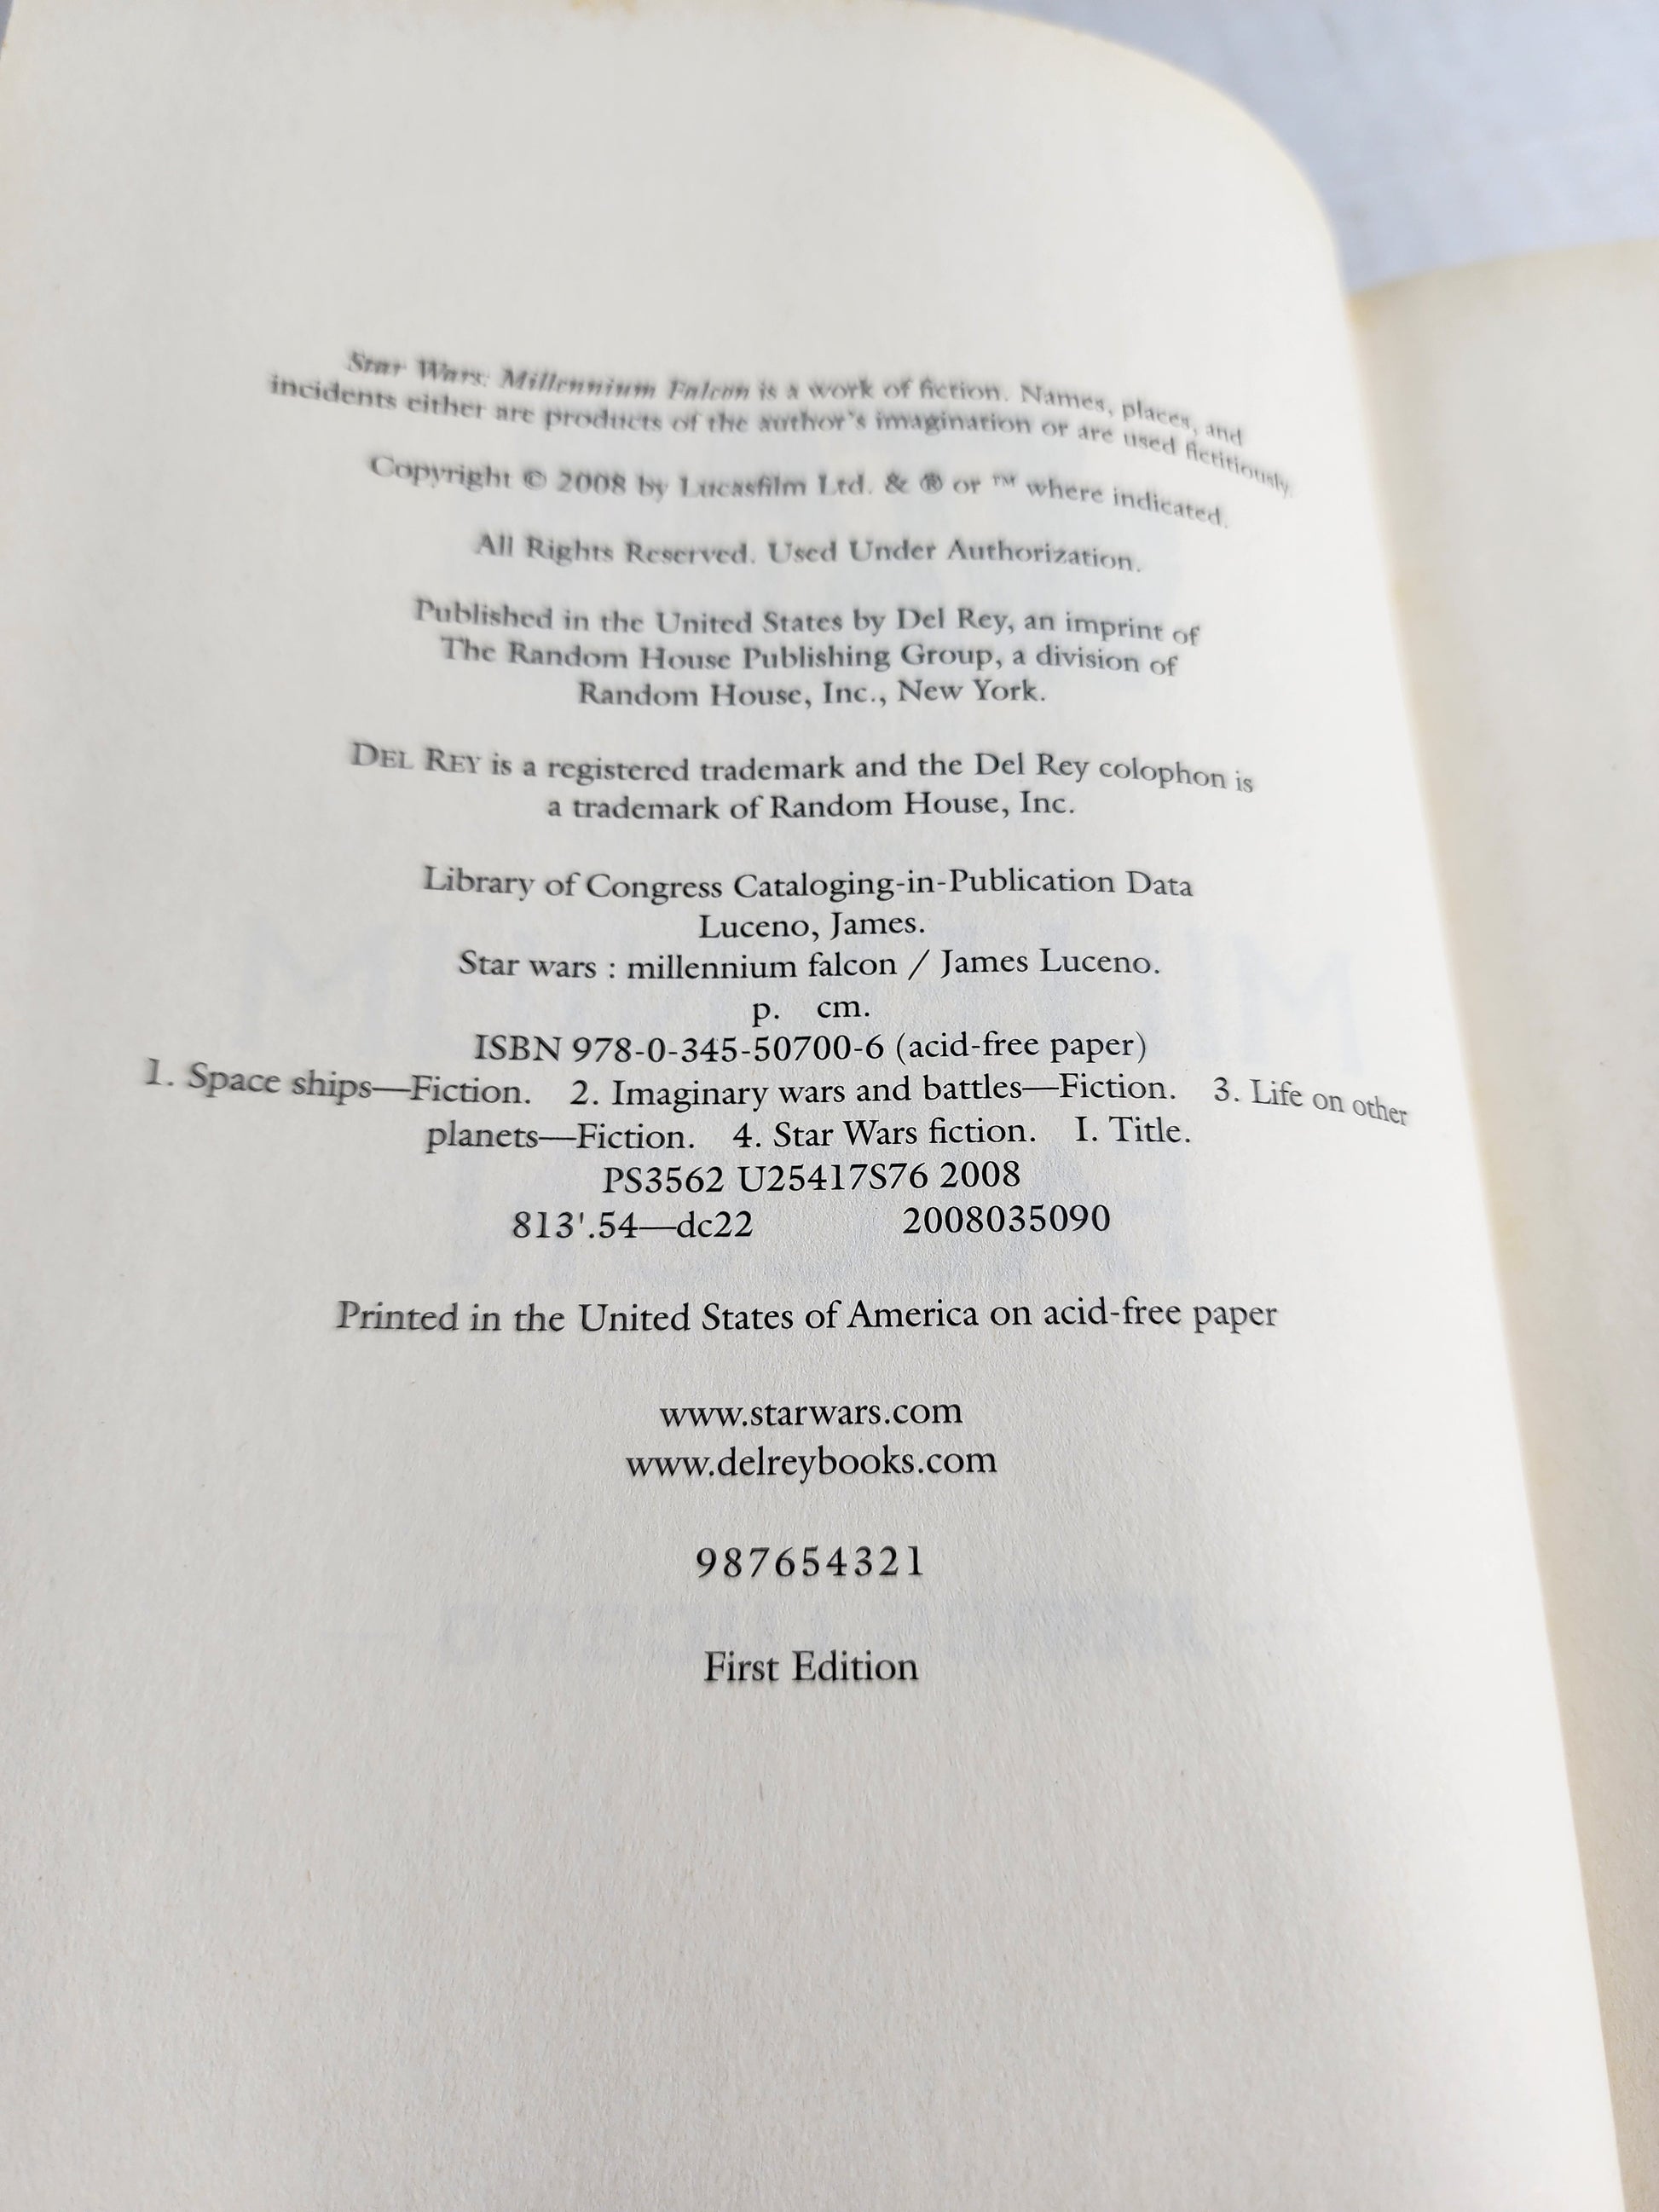 Star Wars: Millennium Falcon is a work of fiction. Names, places, and
incidents either are products of the author's imagination or are used fictitiously.
Copyright © 2008 by Lucasfilm Ltd. & ® or ™ where indicated.
All Rights Reserved. Used Under Authorization.
Published in the United States by Del Rey, an imprint of
The Random House Publishing Group, a division of
Random House, Inc., New York.
DEL REY is a registered trademark and the Del Rey colophon is
a trademark of Random House, Inc.
Library of Congress Cataloging-in-Publication Data
Luceno, James.
Star wars : millennium falcon / James Luceno.
p. cm.
ISBN 978-0-345-50700-6 (acid-free paper)
1. Space ships—Fiction. 2. Imaginary wars and battles—Fiction. 3. Life on other
planets—Fiction. 4. Star Wars fiction. I. Title.
PS3562 U25417S76 2008
813'.54—dc22 2008035090
Printed in the United States of America on acid-free paper
www.starwars.com
www.delreybooks.com
987654321
First Edition